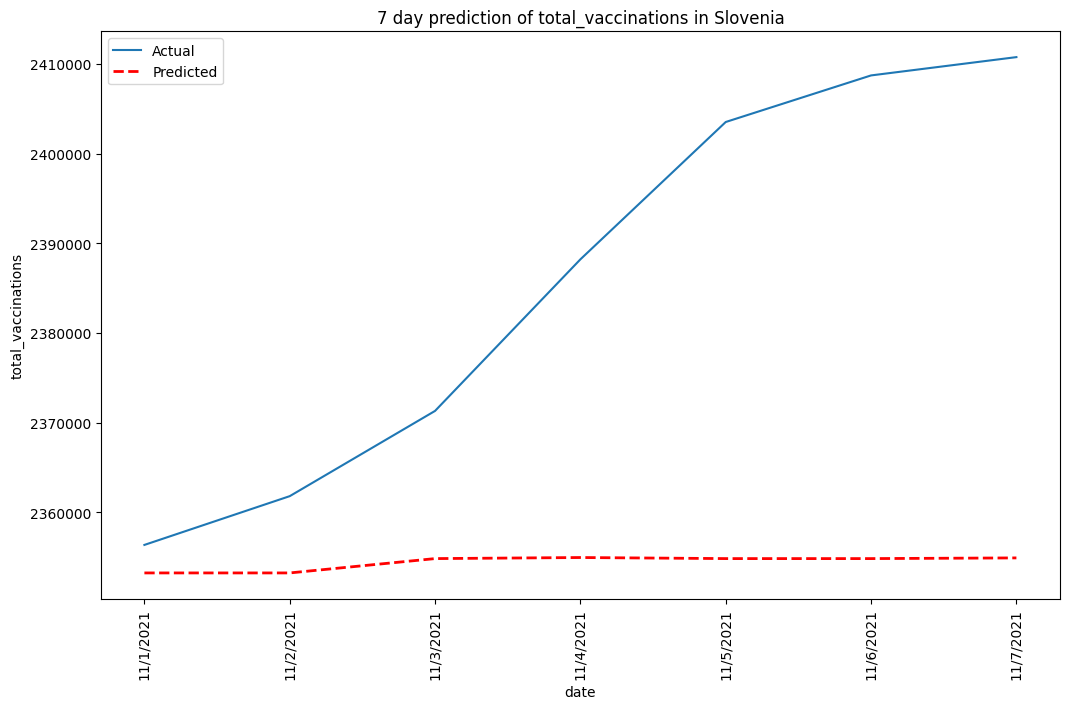 7 day prediction of total_vaccinations in Slovenia
Actual
Predicted
2410000
2400000
2390000
2380000
2370000
2360000
total_vaccinations
11/1/2021
11/2/2021
11/3/2021
11/4/2021
11/5/2021
11/6/2021
11/7/2021
date